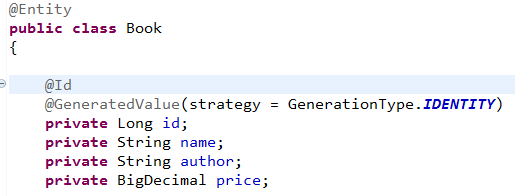 @Entity
public class Book
{
@Id
@GeneratedValue(strategy = GenerationType.IDENTITY)
private Long id;
private String name;
private String author;
private BigDecimal price;